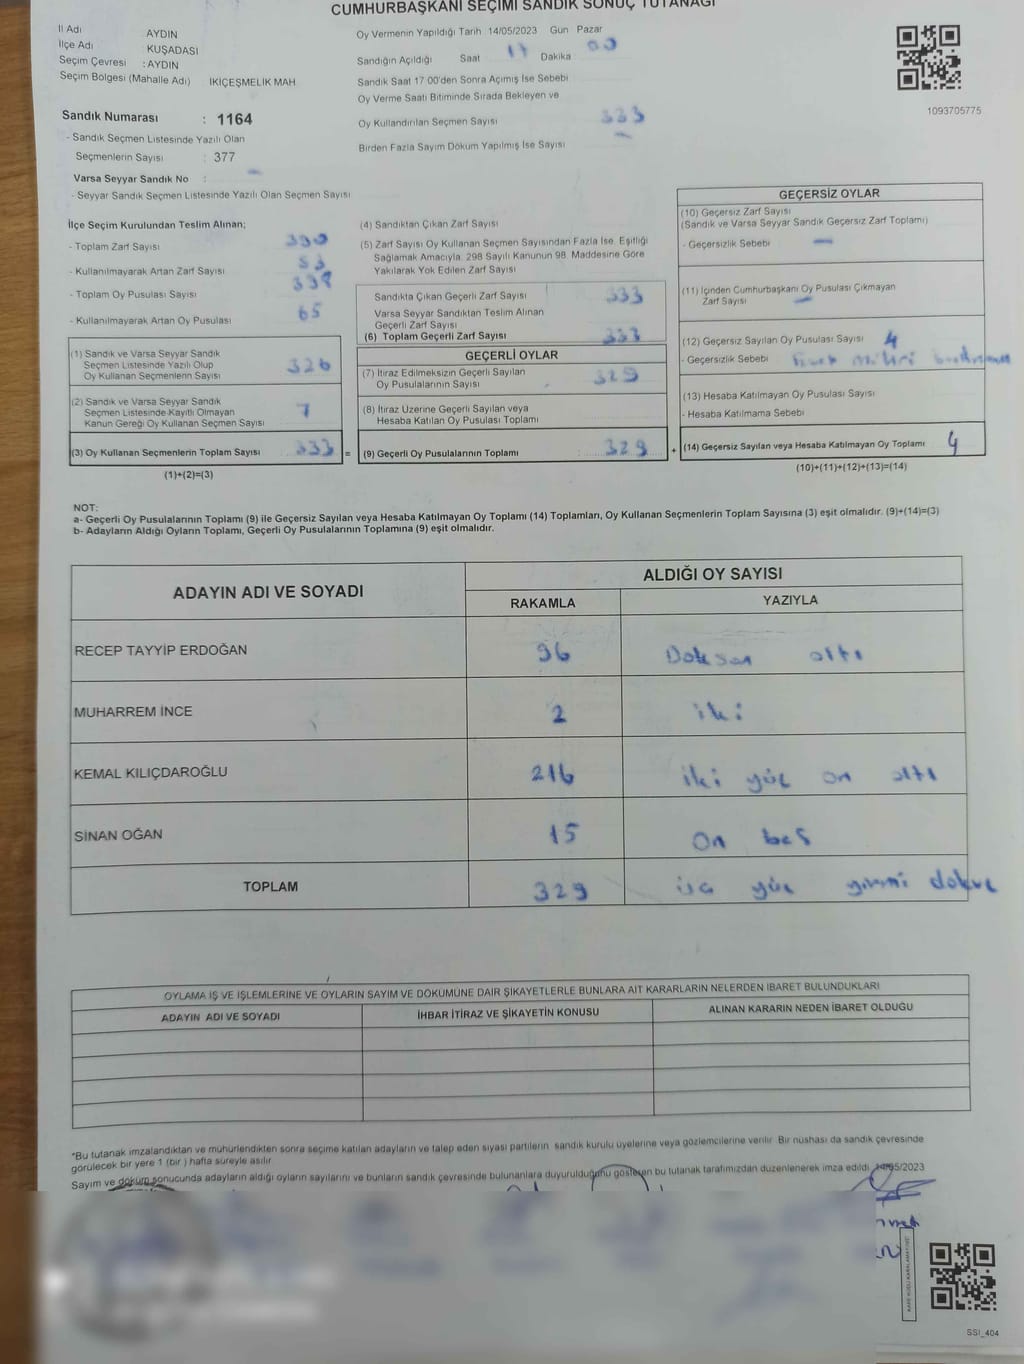 CUMHURBAŞKANI SEÇİMİ SANDIK SONUÇ TUTANAĞI
İl Adı AYDIN
İlçe Adı KUŞADASI
Seçim Çevresi : AYDIN
Seçim Bölgesi (Mahalle Adı) IKIÇEŞMELIK MAH
Oy Vermenin Yapıldığı Tarih 14/05/2023 Gün Pazar
Sandığın Açıldığı Saat 17 Dakika 00
Sandık Saat 17 00'den Sonra Açımış İse Sebebi
Oy Verme Saati Bitiminde Sırada Bekleyen ve
Oy Kullandırılan Seçmen Sayısı 333
Birden Fazla Sayım Döküm Yapılmış İse Sayısı -
1093705775
Sandık Numarası : 1164
- Sandık Seçmen Listesinde Yazılı Olan
Seçmenlerin Sayısı : 377
Varsa Seyyar Sandık No : -
- Seyyar Sandık Seçmen Listesinde Yazılı Olan Seçmen Sayısı
İlçe Seçim Kurulundan Teslim Alınan;
- Toplam Zarf Sayısı 390
- Kullanılmayarak Artan Zarf Sayısı 53
- Toplam Oy Pusulası Sayısı 398
- Kullanılmayarak Artan Oy Pusulası 65
(1) Sandık ve Varsa Seyyar Sandık
Seçmen Listesinde Yazılı Olup
Oy Kullanan Seçmenlerin Sayısı 326
(2) Sandık ve Varsa Seyyar Sandık
Seçmen Listesinde Kayıtlı Olmayan
Kanun Gereği Oy Kullanan Seçmen Sayısı 7
(3) Oy Kullanan Seçmenlerin Toplam Sayısı 333 =
(1)+(2)=(3)
(4) Sandıktan Çıkan Zarf Sayısı
(5) Zarf Sayısı Oy Kullanan Seçmen Sayısından Fazla İse, Eşitliği
Sağlamak Amacıyla, 298 Sayılı Kanunun 98. Maddesine Göre
Yakılarak Yok Edilen Zarf Sayısı
Sandıkta Çıkan Geçerli Zarf Sayısı 333
Varsa Seyyar Sandıktan Teslim Alınan
Geçerli Zarf Sayısı
(6) Toplam Geçerli Zarf Sayısı 333
GEÇERLİ OYLAR
(7) İtiraz Edilmeksizin Geçerli Sayılan
Oy Pusulalarının Sayısı 329
(8) İtiraz Üzerine Geçerli Sayılan veya
Hesaba Katılan Oy Pusulası Toplamı
(9) Geçerli Oy Pusulalarının Toplamı : 329 +
GEÇERSİZ OYLAR
(10) Geçersiz Zarf Sayısı
(Sandık ve Varsa Seyyar Sandık Geçersiz Zarf Toplamı)
- Geçersizlik Sebebi -
(11) İçinden Cumhurbaşkanı Oy Pusulası Çıkmayan
Zarf Sayısı -
(12) Geçersiz Sayılan Oy Pusulası Sayısı 4
- Geçersizlik Sebebi
(13) Hesaba Katılmayan Oy Pusulası Sayısı
- Hesaba Katılmama Sebebi
(14) Geçersiz Sayılan veya Hesaba Katılmayan Oy Toplamı 4
(10)+(11)+(12)+(13)=(14)
NOT:
a- Geçerli Oy Pusulalarının Toplamı (9) ile Geçersiz Sayılan veya Hesaba Katılmayan Oy Toplamı (14) Toplamları, Oy Kullanan Seçmenlerin Toplam Sayısına (3) eşit olmalıdır. (9)+(14)=(3)
b- Adayların Aldığı Oyların Toplamı, Geçerli Oy Pusulalarının Toplamına (9) eşit olmalıdır.
ADAYIN ADI VE SOYADI
ALDIĞI OY SAYISI
RAKAMLA YAZIYLA
RECEP TAYYİP ERDOĞAN 96 Doksan altı
MUHARREM İNCE 2 iki
KEMAL KILIÇDAROĞLU 216 iki yüz on altı
SİNAN OĞAN 15 On beş
TOPLAM 329 üç yüz yirmi dokuz
OYLAMA İŞ VE İŞLEMLERİNE VE OYLARIN SAYIM VE DÖKÜMÜNE DAİR ŞİKAYETLERLE BUNLARA AİT KARARLARIN NELERDEN İBARET BULUNDUKLARI
ADAYIN ADI VE SOYADI İHBAR İTİRAZ VE ŞİKAYETİN KONUSU ALINAN KARARIN NEDEN İBARET OLDUĞU
*Bu tutanak imzalandıktan ve mühürlendikten sonra seçime katılan adayların ve talep eden siyasi partilerin sandık kurulu üyelerine veya gözlemcilerine verilir. Bir nüshası da sandık çevresinde
görülecek bir yere 1 (bir) hafta süreyle asılır
Sayım ve döküm sonucunda adayların aldığı oyların sayılarını ve bunların sandık çevresinde bulunanlara duyurulduğunu gösteren bu tutanak tarafımızdan düzenlenerek imza edildi. 14/05/2023
SSI_404